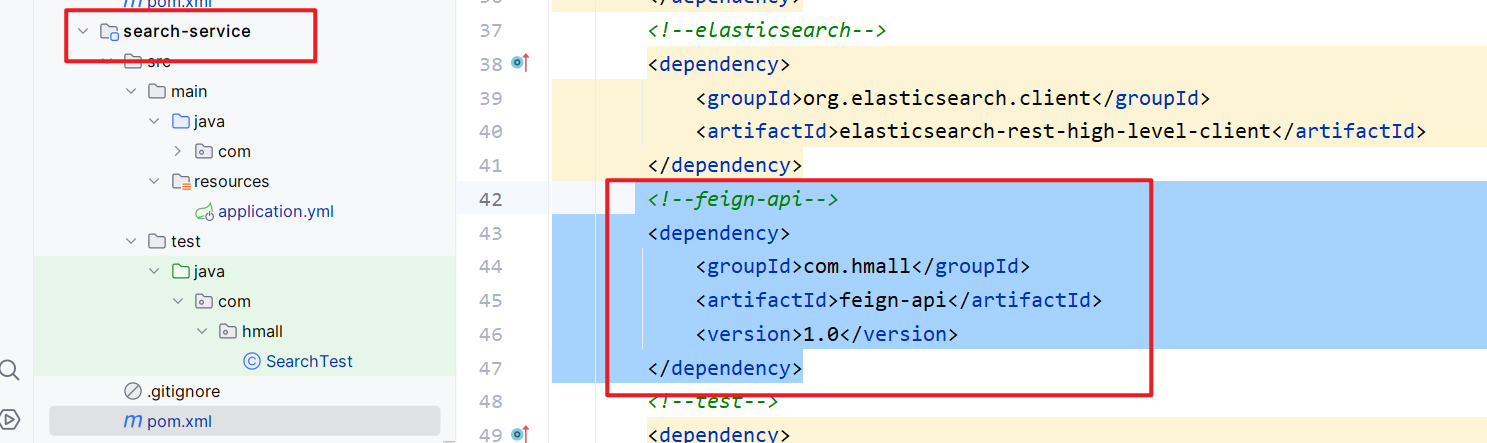 pom.xml
search-service
src
main
java
com
resources
application.yml
test
java
com
hmall
SearchTest
.gitignore
pom.xml
36 </dependency>
37 <!--elasticsearch-->
38 <dependency>
39 <groupId>org.elasticsearch.client</groupId>
40 <artifactId>elasticsearch-rest-high-level-client</artifactId>
41 </dependency>
42 <!--feign-api-->
43 <dependency>
44 <groupId>com.hmall</groupId>
45 <artifactId>feign-api</artifactId>
46 <version>1.0</version>
47 </dependency>
48 <!--test-->
49 <dependency>